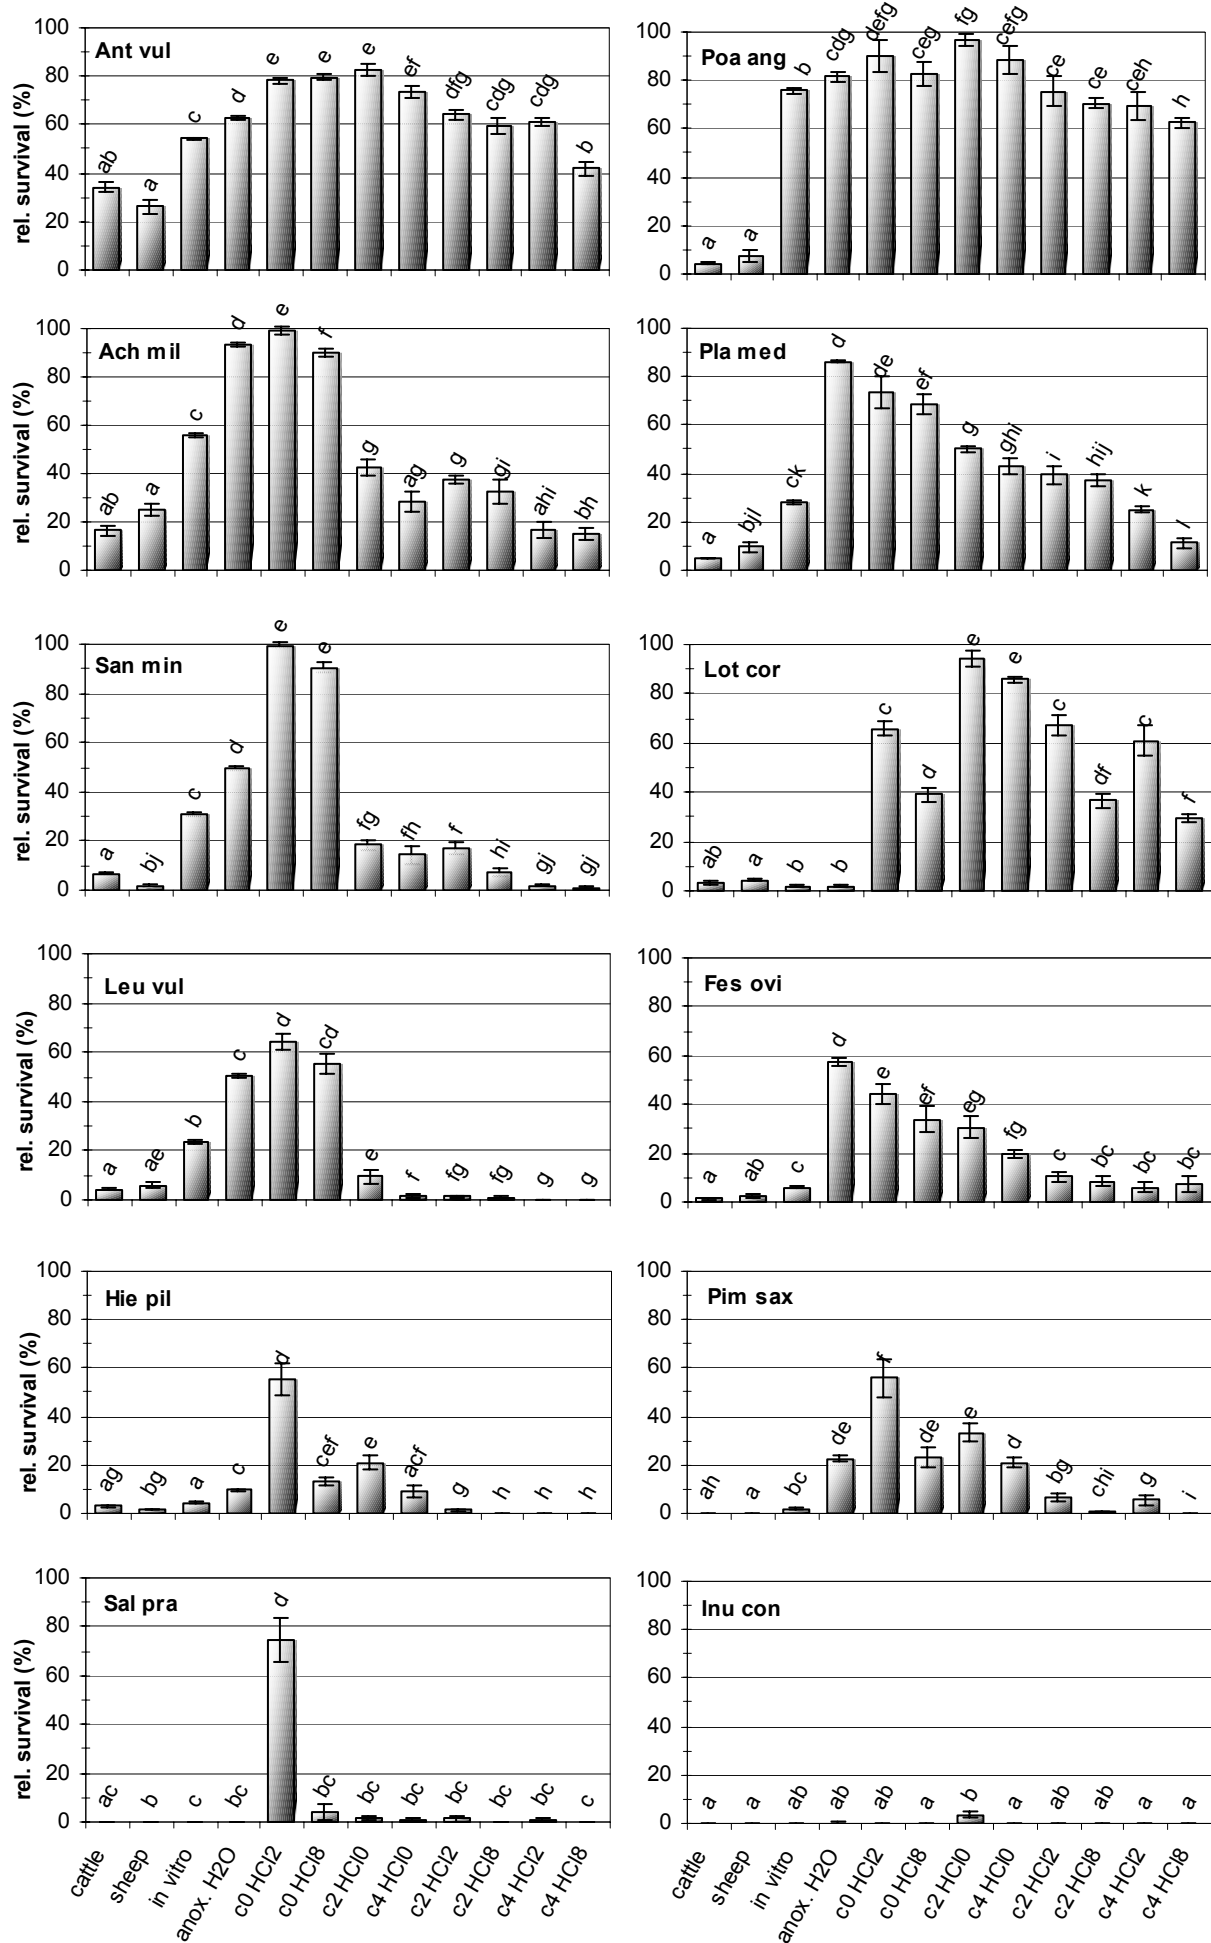 Ant vul
rel. survival (%)
100
80
60
40
20
0
ab a c d e e e ef dfg cdg cdg b
Poa ang
100
80
60
40
20
0
a a b cdg defg ceg fg cefg ce ce ceh h
Ach mil
rel. survival (%)
100
80
60
40
20
0
ab a c d e f g ag g gi ahi bh
Pla med
100
80
60
40
20
0
a bjl ck d de ef g ghi i hij k l
San min
rel. survival (%)
100
80
60
40
20
0
a bj c d e e fg fh f hi gj gj
Lot cor
100
80
60
40
20
0
ab a b b c d e e c df c f
Leu vul
rel. survival (%)
100
80
60
40
20
0
a ae b c d cd e f fg fg g g
Fes ovi
100
80
60
40
20
0
a ab c d e ef eg fg c bc bc bc
Hie pil
rel. survival (%)
100
80
60
40
20
0
ag bg a c d cef e acf g h h h
Pim sax
100
80
60
40
20
0
ah a bc de f de e d bg chi g i
Sal pra
rel. survival (%)
100
80
60
40
20
0
ac b c bc d bc bc bc bc bc bc c
cattle
sheep
in vitro
anox. H2O
c0 HCl2
c0 HCl8
c2 HCl0
c4 HCl0
c2 HCl2
c2 HCl8
c4 HCl2
c4 HCl8
Inu con
100
80
60
40
20
0
a a ab ab ab a b a ab ab a a
cattle
sheep
in vitro
anox. H2O
c0 HCl2
c0 HCl8
c2 HCl0
c4 HCl0
c2 HCl2
c2 HCl8
c4 HCl2
c4 HCl8